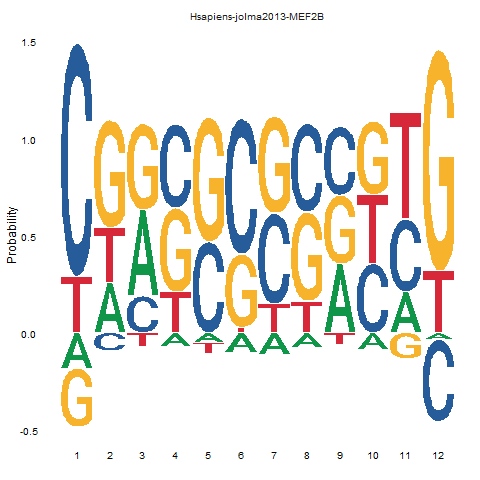 Hsapiens-jolma2013-MEF2B
1.5
1.0
0.5
0.0
-0.5
Probability
C T A G
G T A C
G A C T
C G T A
G C T A
C G T A
G C T A
C G T A
C G A T
G T C A
T C A G
G T A C
1 2 3 4 5 6 7 8 9 10 11 12